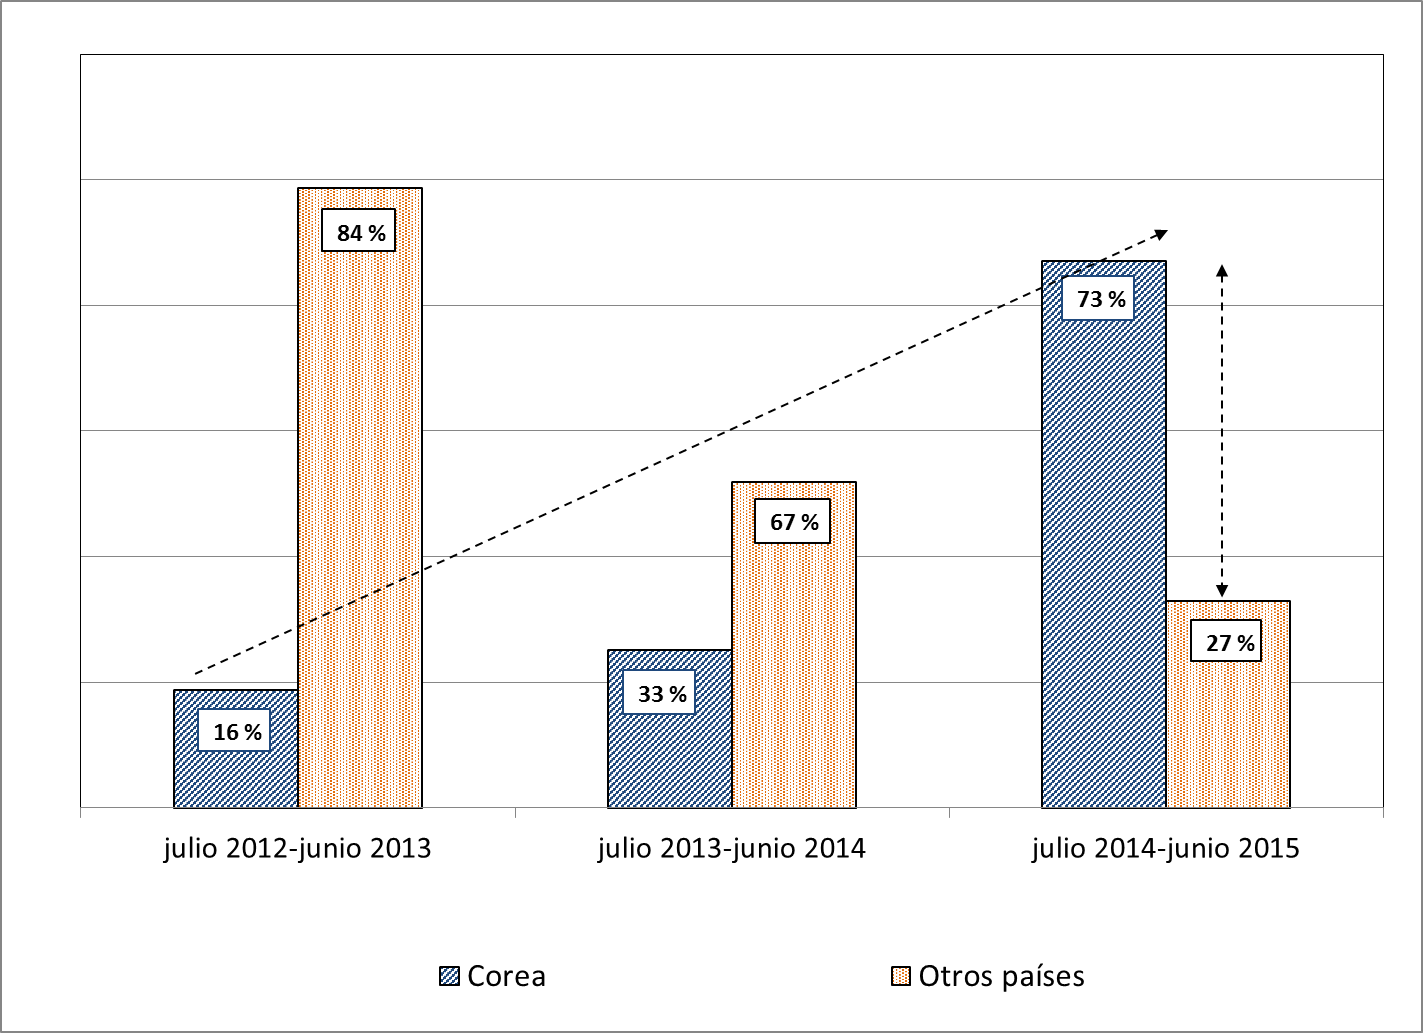 84 %
73 %
67 %
27 %
33 %
16 %
julio 2012-junio 2013
julio 2013-junio 2014
julio 2014-junio 2015
Corea
Otros países